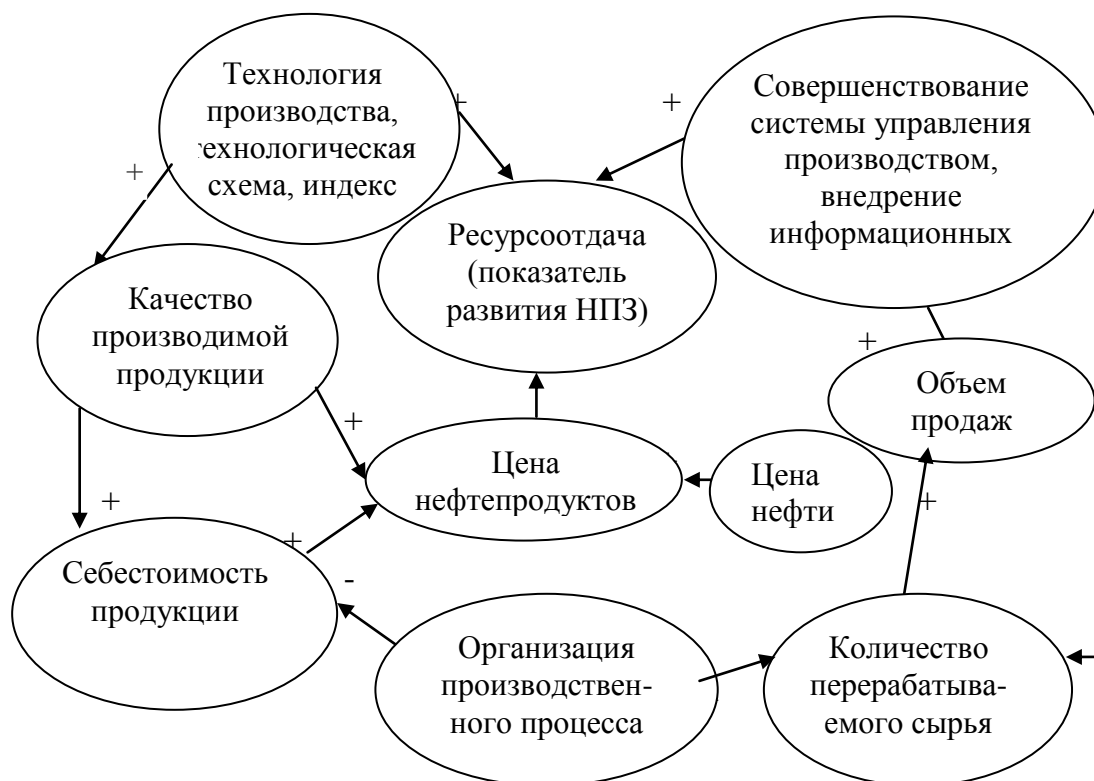 Технология
производства,
технологическая
схема, индекс
+
+
+
Совершенствование
системы управления
производством,
внедрение
информационных
Ресурсоотдача
(показатель
развития НПЗ)
Качество
производимой
продукции
+
Объем
продаж
+
Цена
нефтепродуктов
Цена
нефти
+
+
+
-
Себестоимость
продукции
Организация
производствен-
ного процесса
Количество
перерабатыва-
емого сырья